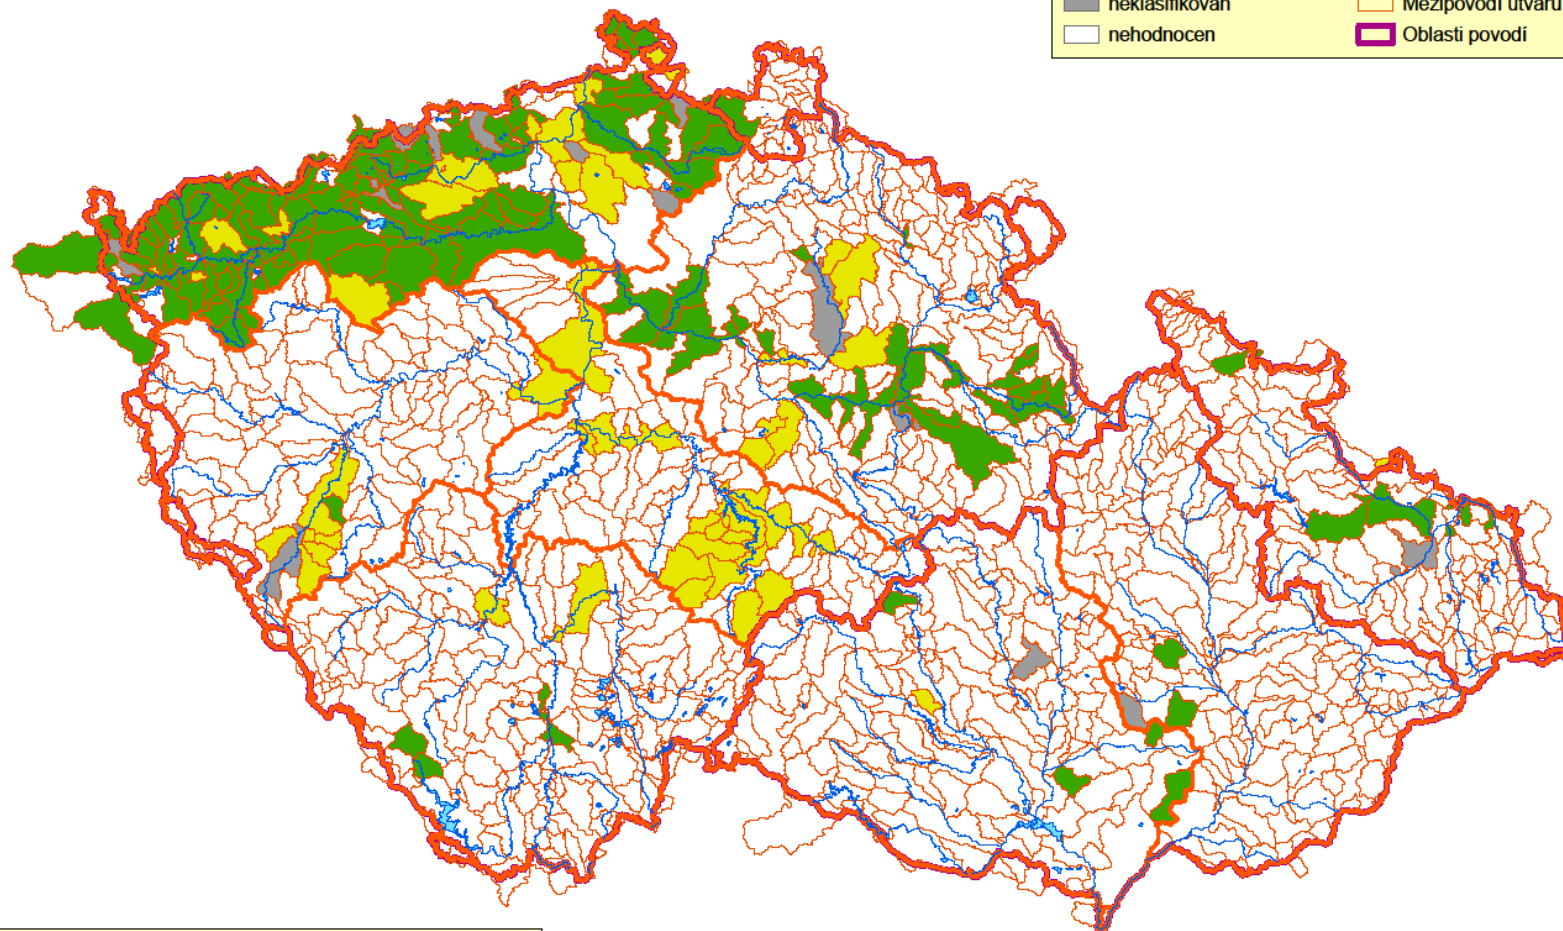 neklasifikován
Mezipovodí útvarů
nehodnocen
Oblasti povodí